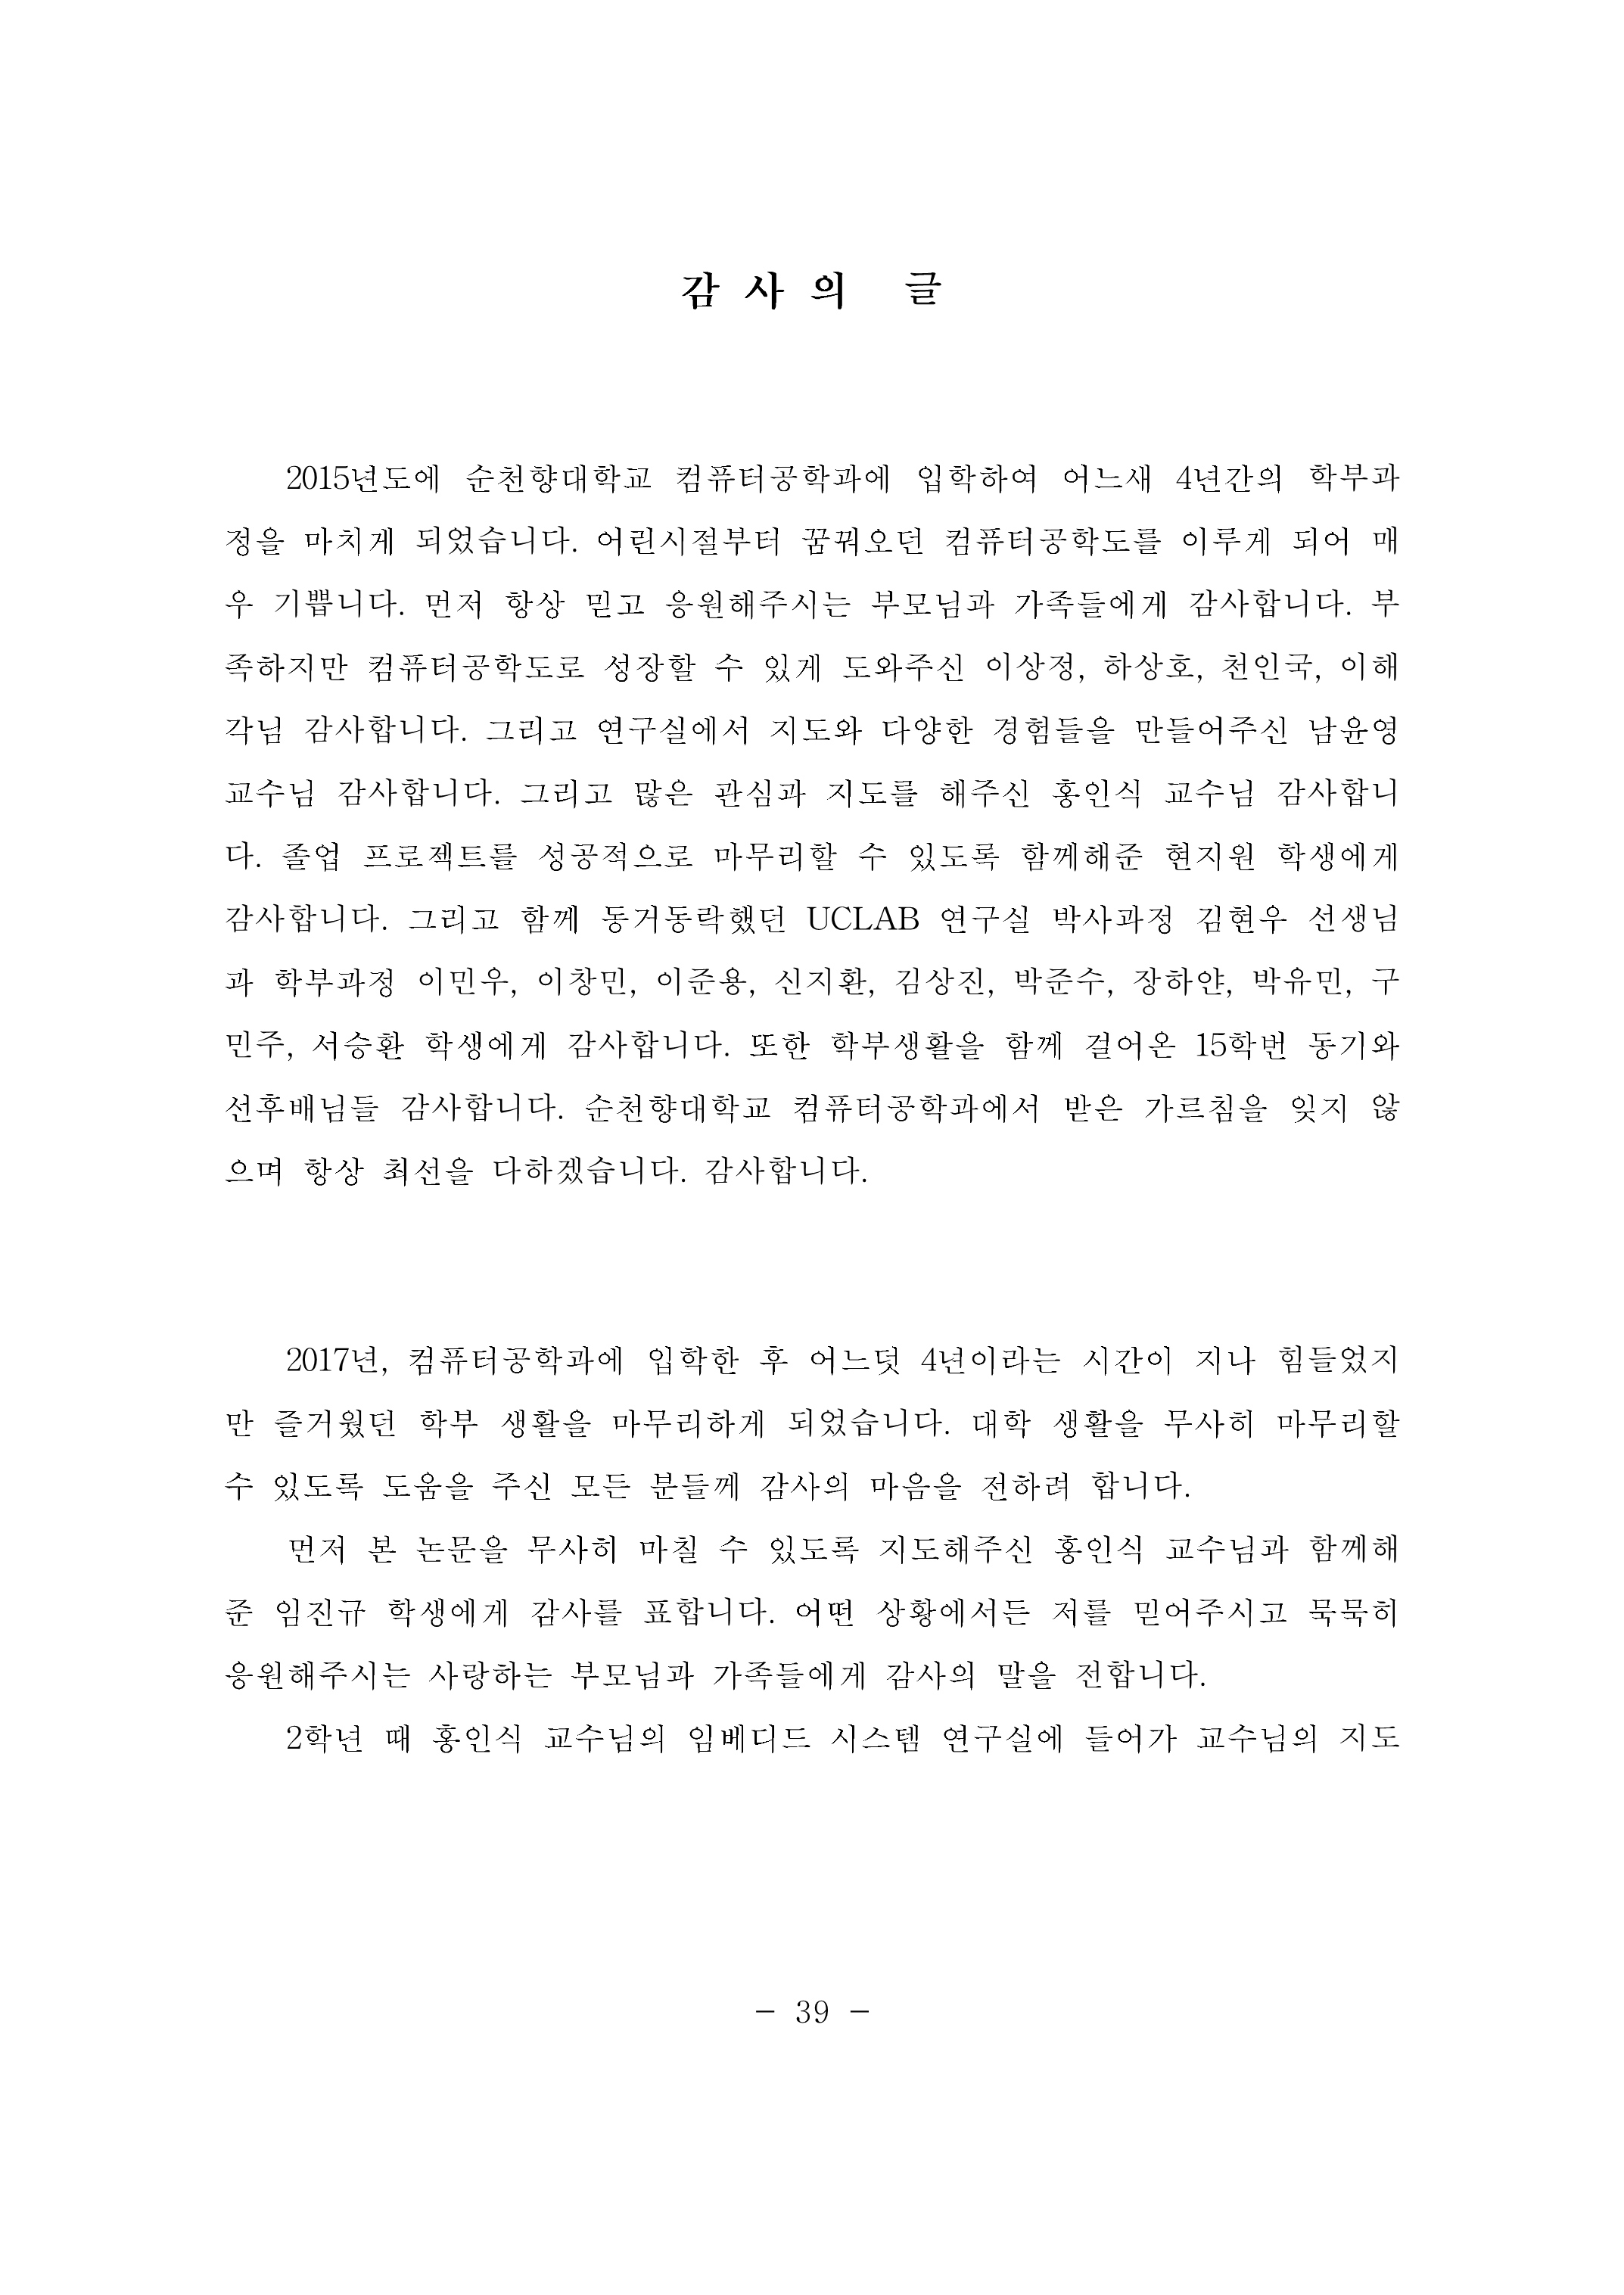 감 사 의 글
2015년도에 순천향대학교 컴퓨터공학과에 입학하여 어느새 4년간의 학부과
정을 마치게 되었습니다. 어린시절부터 꿈꿔오던 컴퓨터공학도를 이루게 되어 매
우 기쁩니다. 먼저 항상 믿고 응원해주시는 부모님과 가족들에게 감사합니다. 부
족하지만 컴퓨터공학도로 성장할 수 있게 도와주신 이상정, 하상호, 천인국, 이해
각님 감사합니다. 그리고 연구실에서 지도와 다양한 경험들을 만들어주신 남윤영
교수님 감사합니다. 그리고 많은 관심과 지도를 해주신 홍인식 교수님 감사합니
다. 졸업 프로젝트를 성공적으로 마무리할 수 있도록 함께해준 현지원 학생에게
감사합니다. 그리고 함께 동거동락했던 UCLAB 연구실 박사과정 김현우 선생님
과 학부과정 이민우, 이창민, 이준용, 신지환, 김상진, 박준수, 장하얀, 박유민, 구
민주, 서승환 학생에게 감사합니다. 또한 학부생활을 함께 걸어온 15학번 동기와
선후배님들 감사합니다. 순천향대학교 컴퓨터공학과에서 받은 가르침을 잊지 않
으며 항상 최선을 다하겠습니다. 감사합니다.
2017년, 컴퓨터공학과에 입학한 후 어느덧 4년이라는 시간이 지나 힘들었지
만 즐거웠던 학부 생활을 마무리하게 되었습니다. 대학 생활을 무사히 마무리할
수 있도록 도움을 주신 모든 분들께 감사의 마음을 전하려 합니다.
먼저 본 논문을 무사히 마칠 수 있도록 지도해주신 홍인식 교수님과 함께해
준 임진규 학생에게 감사를 표합니다. 어떤 상황에서든 저를 믿어주시고 묵묵히
응원해주시는 사랑하는 부모님과 가족들에게 감사의 말을 전합니다.
2학년 때 홍인식 교수님의 임베디드 시스템 연구실에 들어가 교수님의 지도
- 39 -